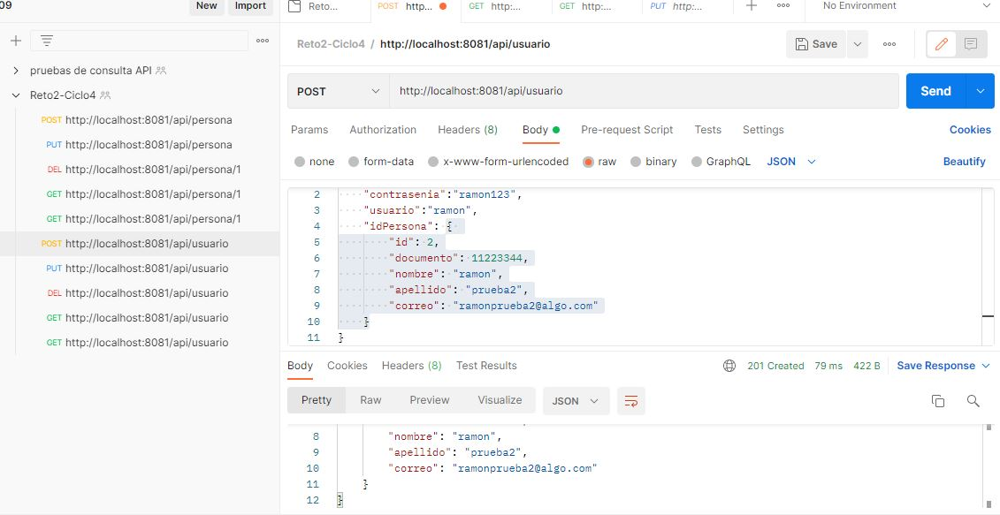 09
New
Import
Reto...
POST http...
GET http:...
GET http:...
PUT http:...
No Environment
pruebas de consulta API
Reto2-Ciclo4
POST http://localhost:8081/api/persona
PUT http://localhost:8081/api/persona
DEL http://localhost:8081/api/persona/1
GET http://localhost:8081/api/persona/1
GET http://localhost:8081/api/persona/1
POST http://localhost:8081/api/usuario
PUT http://localhost:8081/api/usuario
DEL http://localhost:8081/api/usuario
GET http://localhost:8081/api/usuario
GET http://localhost:8081/api/usuario
Reto2-Ciclo4 / http://localhost:8081/api/usuario
Save
POST
http://localhost:8081/api/usuario
Send
Params Authorization Headers (8) Body Pre-request Script Tests Settings Cookies
none form-data x-www-form-urlencoded raw binary GraphQL JSON Beautify
2 "contrasenia":"ramon123",
3 "usuario":"ramon",
4 "idPersona": {
5 "id": 2,
6 "documento": 11223344,
7 "nombre": "ramon",
8 "apellido": "prueba2",
9 "correo": "ramonprueba2@algo.com"
10 }
11 }
Body Cookies Headers (8) Test Results 201 Created 79 ms 422 B Save Response
Pretty Raw Preview Visualize JSON
8 "nombre": "ramon",
9 "apellido": "prueba2",
10 "correo": "ramonprueba2@algo.com"
11 }
12 }